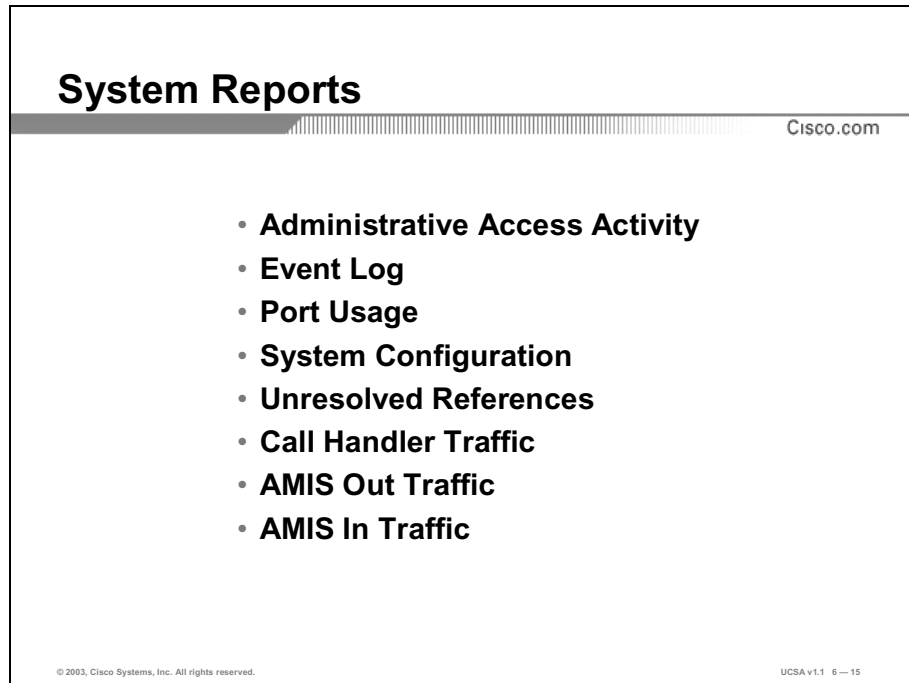 System Reports
Cisco.com
• Administrative Access Activity
• Event Log
• Port Usage
• System Configuration
• Unresolved References
• Call Handler Traffic
• AMIS Out Traffic
• AMIS In Traffic
© 2003, Cisco Systems, Inc. All rights reserved.
UCSA v1.1 6 — 15